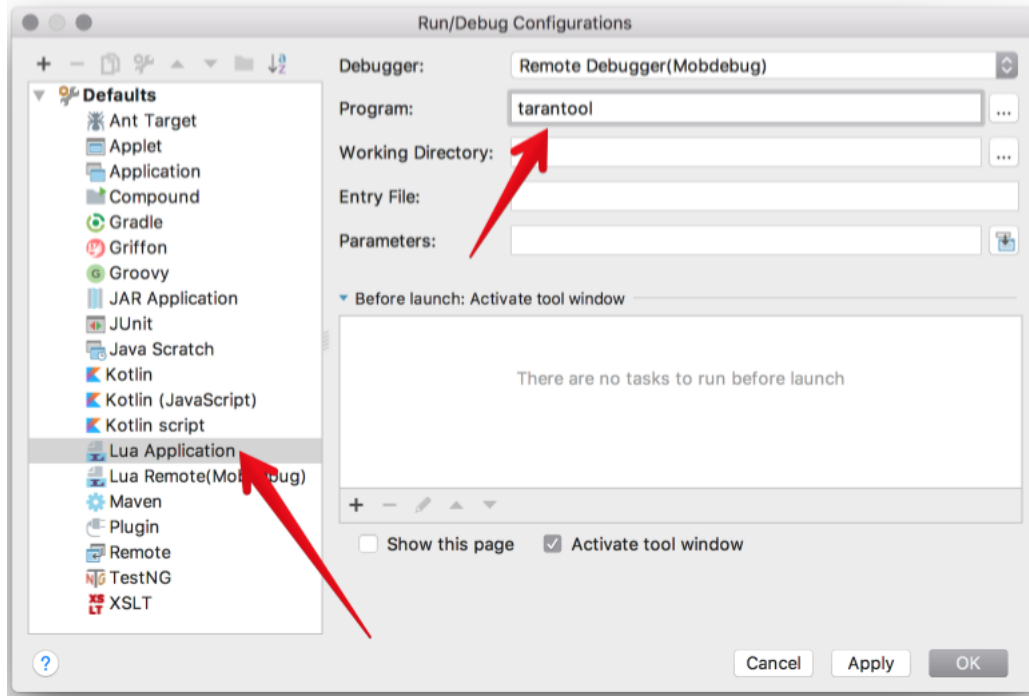 Run/Debug Configurations
Defaults
Ant Target
Applet
Application
Compound
Gradle
Griffon
Groovy
JAR Application
JUnit
Java Scratch
Kotlin
Kotlin (JavaScript)
Kotlin script
Lua Application
Lua Remote(Mob bug)
Maven
Plugin
Remote
TestNG
XSLT
Debugger: Remote Debugger(Mobdebug)
Program: tarantool
Working Directory:
Entry File:
Parameters:
Before launch: Activate tool window
There are no tasks to run before launch
Show this page Activate tool window
? Cancel Apply OK